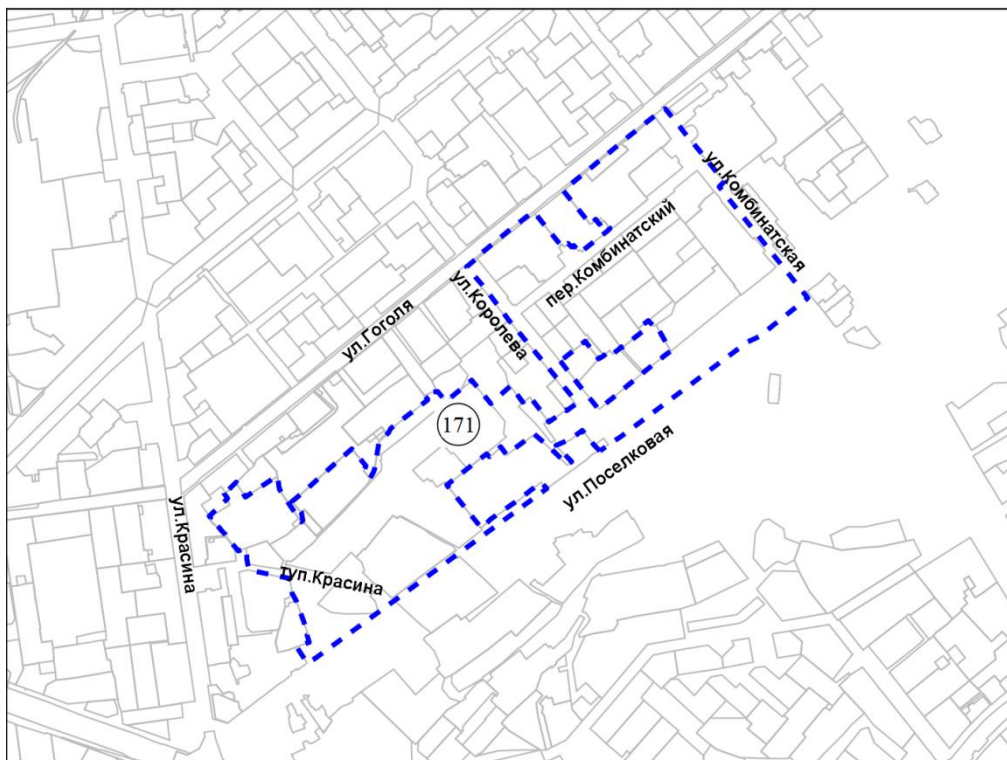 ул.Комбинатская
пер.Комбинатский
ул.Королева
ул.Гоголя
171
ул.Поселковая
ул.Красина
туп.Красина